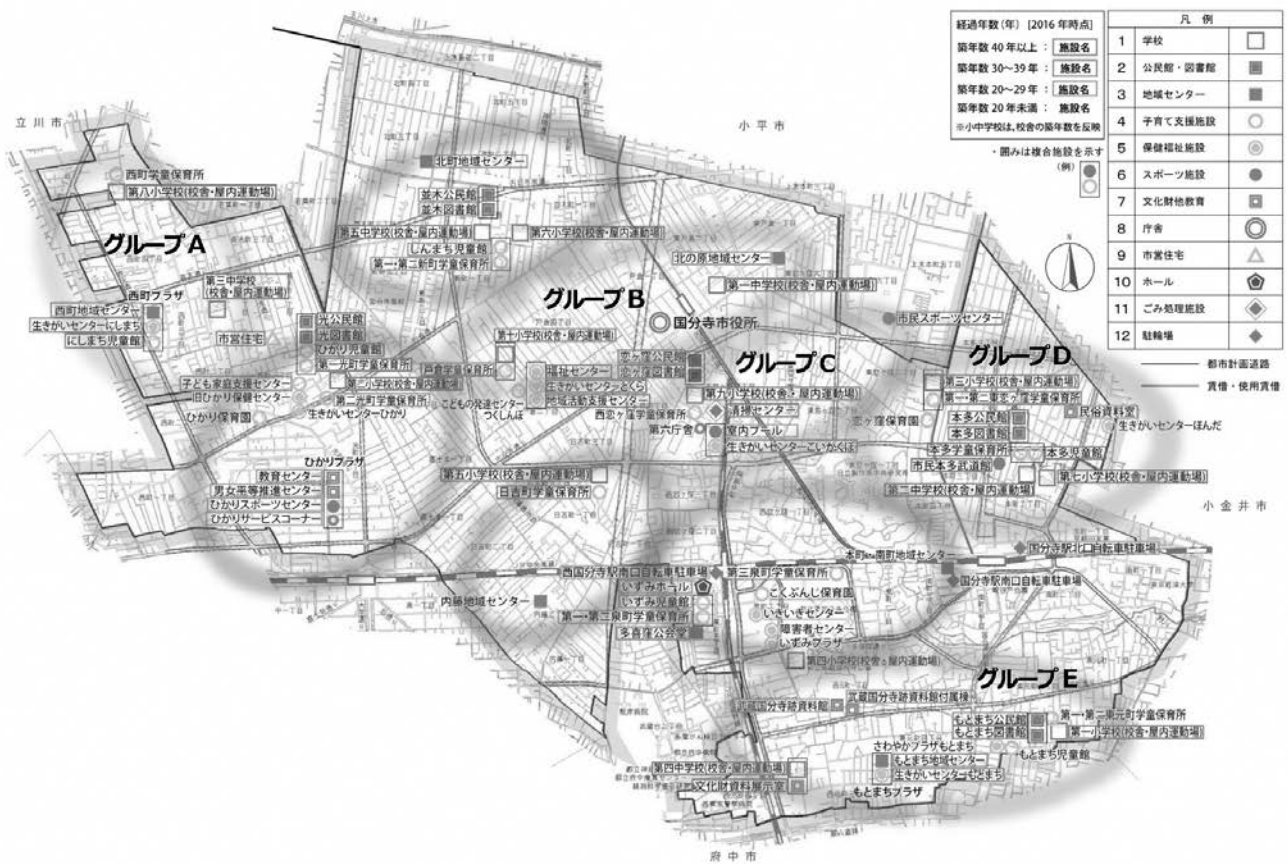 経過年数(年) [2016年時点]
築年数 40年以上 : 施設名
築年数 30〜39年 : 施設名
築年数 20〜29年 : 施設名
築年数 20年未満 : 施設名
※小中学校は、校舎の築年数を反映
・囲みは複合施設を示す
(例)
凡例
1 学校
2 公民館・図書館
3 地域センター
4 子育て支援施設
5 保健福祉施設
6 スポーツ施設
7 文化財他教育
8 庁舎
9 市営住宅
10 ホール
11 ごみ処理施設
12 駐輪場
都市計画道路
賃借・使用賃借
N
立川市
小平市
小金井市
府中市
グループA
西町学童保育所
第八小学校(校舎・屋内運動場)
第三中学校
(校舎・屋内運動場)
西町プラザ
西町地域センター
生きがいセンターにしまち
にしまち児童館
市営住宅
光公民館
光図書館
ひかり児童館
第一光町学童保育所
第二小学校(校舎・屋内運動場)
子ども家庭支援センター
旧ひかり保健センター
第二光町学童保育所
ひかり保育園
生きがいセンターひかり
ひかりプラザ
教育センター
男女平等推進センター
ひかりスポーツセンター
ひかりサービスコーナー
グループB
北町地域センター
並木公民館
並木図書館
第五中学校(校舎・屋内運動場)
第六小学校(校舎・屋内運動場)
しんまち児童館
第一・第二新町学童保育所
第十小学校(校舎・屋内運動場)
戸倉学童保育所
福祉センター
生きがいセンターとくら
地域活動支援センター
こどもの発達センター
つくしんぼ
第五小学校(校舎・屋内運動場)
日吉町学童保育所
内藤地域センター
グループC
北の原地域センター
第一中学校(校舎・屋内運動場)
国分寺市役所
恋ヶ窪公民館
恋ヶ窪図書館
第九小学校(校舎・屋内運動場)
西恋ヶ窪学童保育所
清掃センター
第六庁舎
室内プール
生きがいセンターこいがくぼ
恋ヶ窪保育園
市民スポーツセンター
グループD
第三小学校(校舎・屋内運動場)
第一・第二東恋ヶ窪学童保育所
本多公民館
本多図書館
民俗資料室
生きがいセンターほんだ
本多学童保育所
本多児童館
市民本多武道館
第七小学校(校舎・屋内運動場)
第二中学校(校舎・屋内運動場)
国分寺駅北口自転車駐車場
本町・南町地域センター
国分寺駅南口自転車駐車場
グループE
西国分寺駅南口自転車駐車場
第三泉町学童保育所
いずみホール
いずみ児童館
第一・第二泉町学童保育所
多喜窪公会堂
こくぶんじ保育園
いきいきセンター
障害者センター
いずみプラザ
第四小学校(校舎・屋内運動場)
武蔵国分寺跡資料館
武蔵国分寺跡資料館付属棟
もとまち公民館
もとまち図書館
第一・第二東元町学童保育所
第一小学校(校舎・屋内運動場)
さわやかプラザもとまち
もとまち児童館
もとまち地域センター
生きがいセンターもとまち
もとまちプラザ
第四中学校(校舎・屋内運動場)
文化財資料展示室